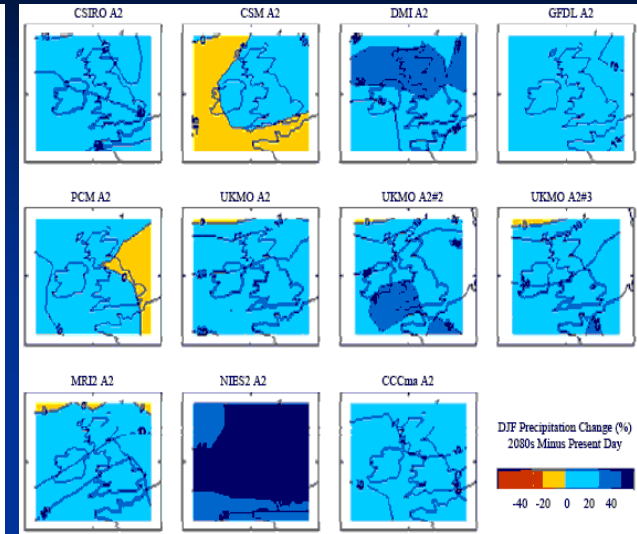 CSIRO A2
CSM A2
DMI A2
GFDL A2
PCM A2
UKMO A2
UKMO A2#2
UKMO A2#3
MRI2 A2
NIES2 A2
CCCma A2
DJF Precipitation Change (%)
2080s Minus Present Day
-40 -20 0 20 40